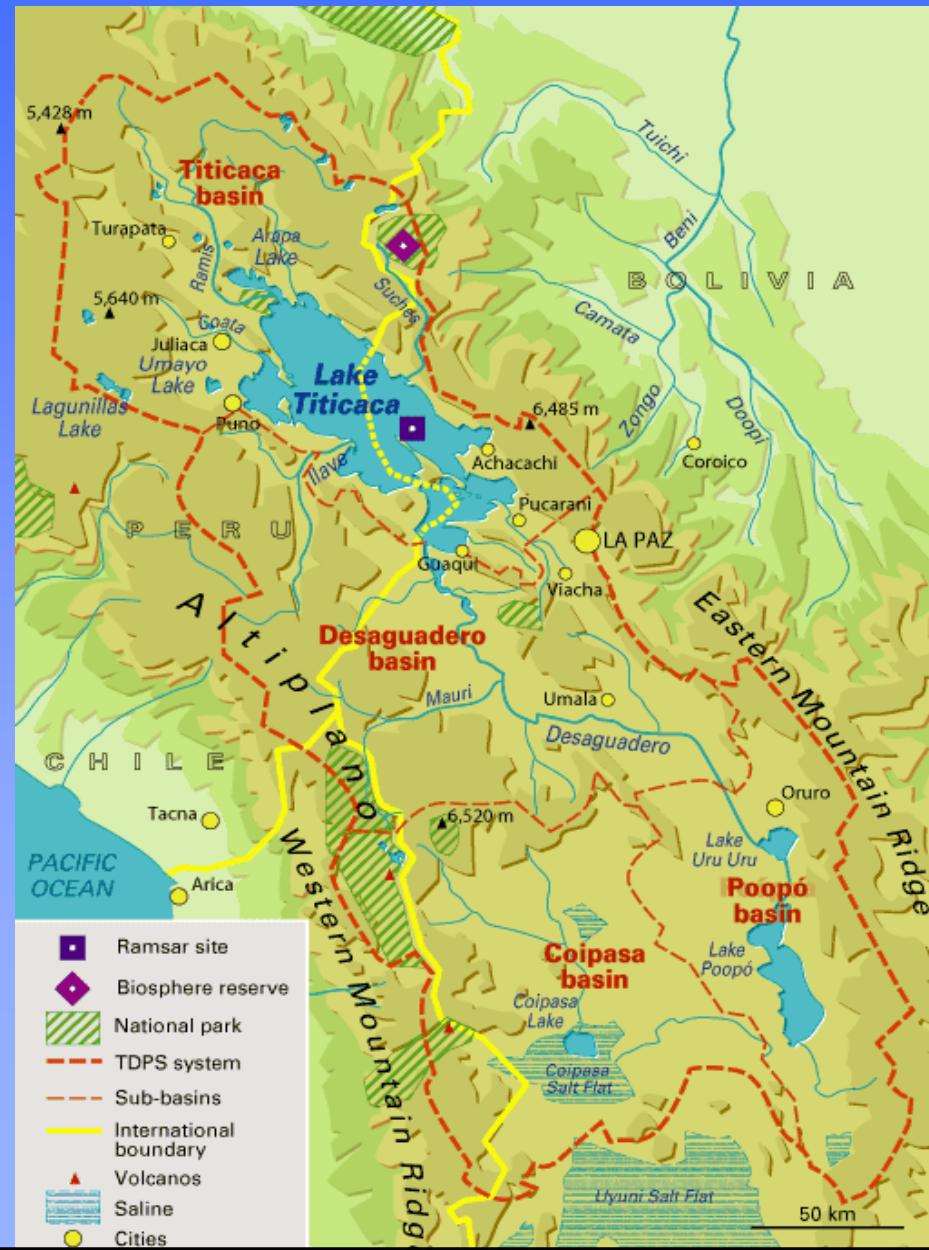 5,428 m
Titicaca
basin
Tuichi
Turapata
Ramis
Arapa
Lake
Beni
BOLIVIA
5,640 m
Suches
Camata
Coata
Juliaca
Umayo
Lake
Lake
Titicaca
Lagunillas
Lake
Puno
6,485 m
Zongo
Doopi
Ilave
Achacachi
Coroico
Pucarani
PERU
LA PAZ
Guaqui
Viacha
Altiplano
Desaguadero
basin
Eastern Mountain Ridge
Mauri
Umala
Desaguadero
CHILE
Tacna
6,520 m
Oruro
Western Mountain Ridge
Lake
Uru Uru
PACIFIC
OCEAN
Arica
Poopó
basin
Lake
Poopó
Coipasa
basin
Coipasa
Lake
Coipasa
Salt Flat
Uyuni Salt Flat
50 km
Ramsar site
Biosphere reserve
National park
TDPS system
Sub-basins
International
boundary
Volcanos
Saline
Cities